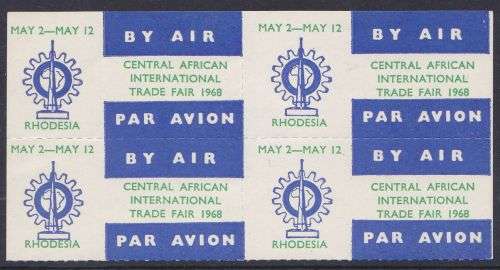 MAY 2—MAY 12
RHODESIA
BY AIR
CENTRAL AFRICAN
INTERNATIONAL
TRADE FAIR 1968
PAR AVION
MAY 2—MAY 12
RHODESIA
BY AIR
CENTRAL AFRICAN
INTERNATIONAL
TRADE FAIR 1968
PAR AVION
MAY 2—MAY 12
RHODESIA
BY AIR
CENTRAL AFRICAN
INTERNATIONAL
TRADE FAIR 1968
PAR AVION
MAY 2—MAY 12
RHODESIA
BY AIR
CENTRAL AFRICAN
INTERNATIONAL
TRADE FAIR 1968
PAR AVION